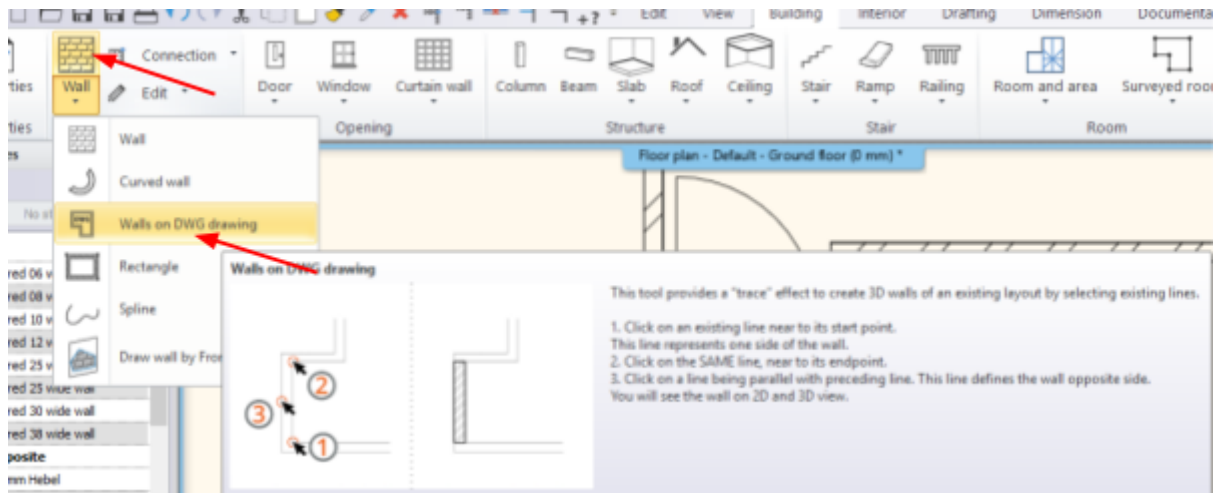 +? Edit View Building Interior Drafting Dimension
Connection
Wall Edit Door Window Curtain wall Column Beam Slab Roof Ceiling Stair Ramp Railing Room and area Surveyed
Opening Structure Stair Room
Floor plan - Default - Ground floor (0 mm) *
Wall
Curved wall
Walls on DWG drawing
Rectangle
Spline
Draw wall by
Walls on DWG drawing
This tool provides a "trace" effect to create 3D walls of an existing layout by selecting existing lines.
1. Click on an existing line near to its start point.
This line represents one side of the wall.
2. Click on the SAME line, near to its endpoint.
3. Click on a line being parallel with preceding line. This line defines the wall opposite side.
You will see the wall on 2D and 3D view.
2
3
1
red 06
red 08
red 10
red 12
red 25
red 25 wide wall
red 30 wide wall
red 38 wide wall
posite
mm Hebel